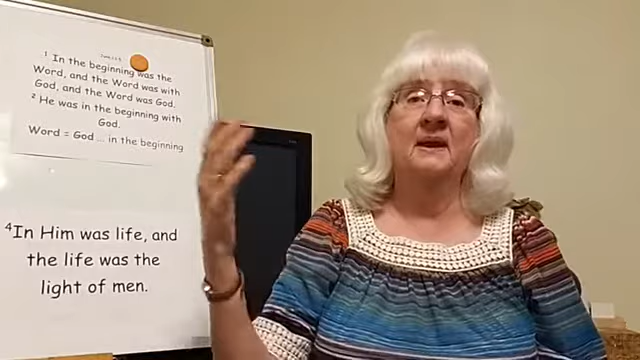 ¹ In the beginning was the
Word, and the Word was with
God, and the Word was God.
² He was in the beginning with
God.
Word = God ... in the beginning
⁴In Him was life, and
the life was the
light of men.